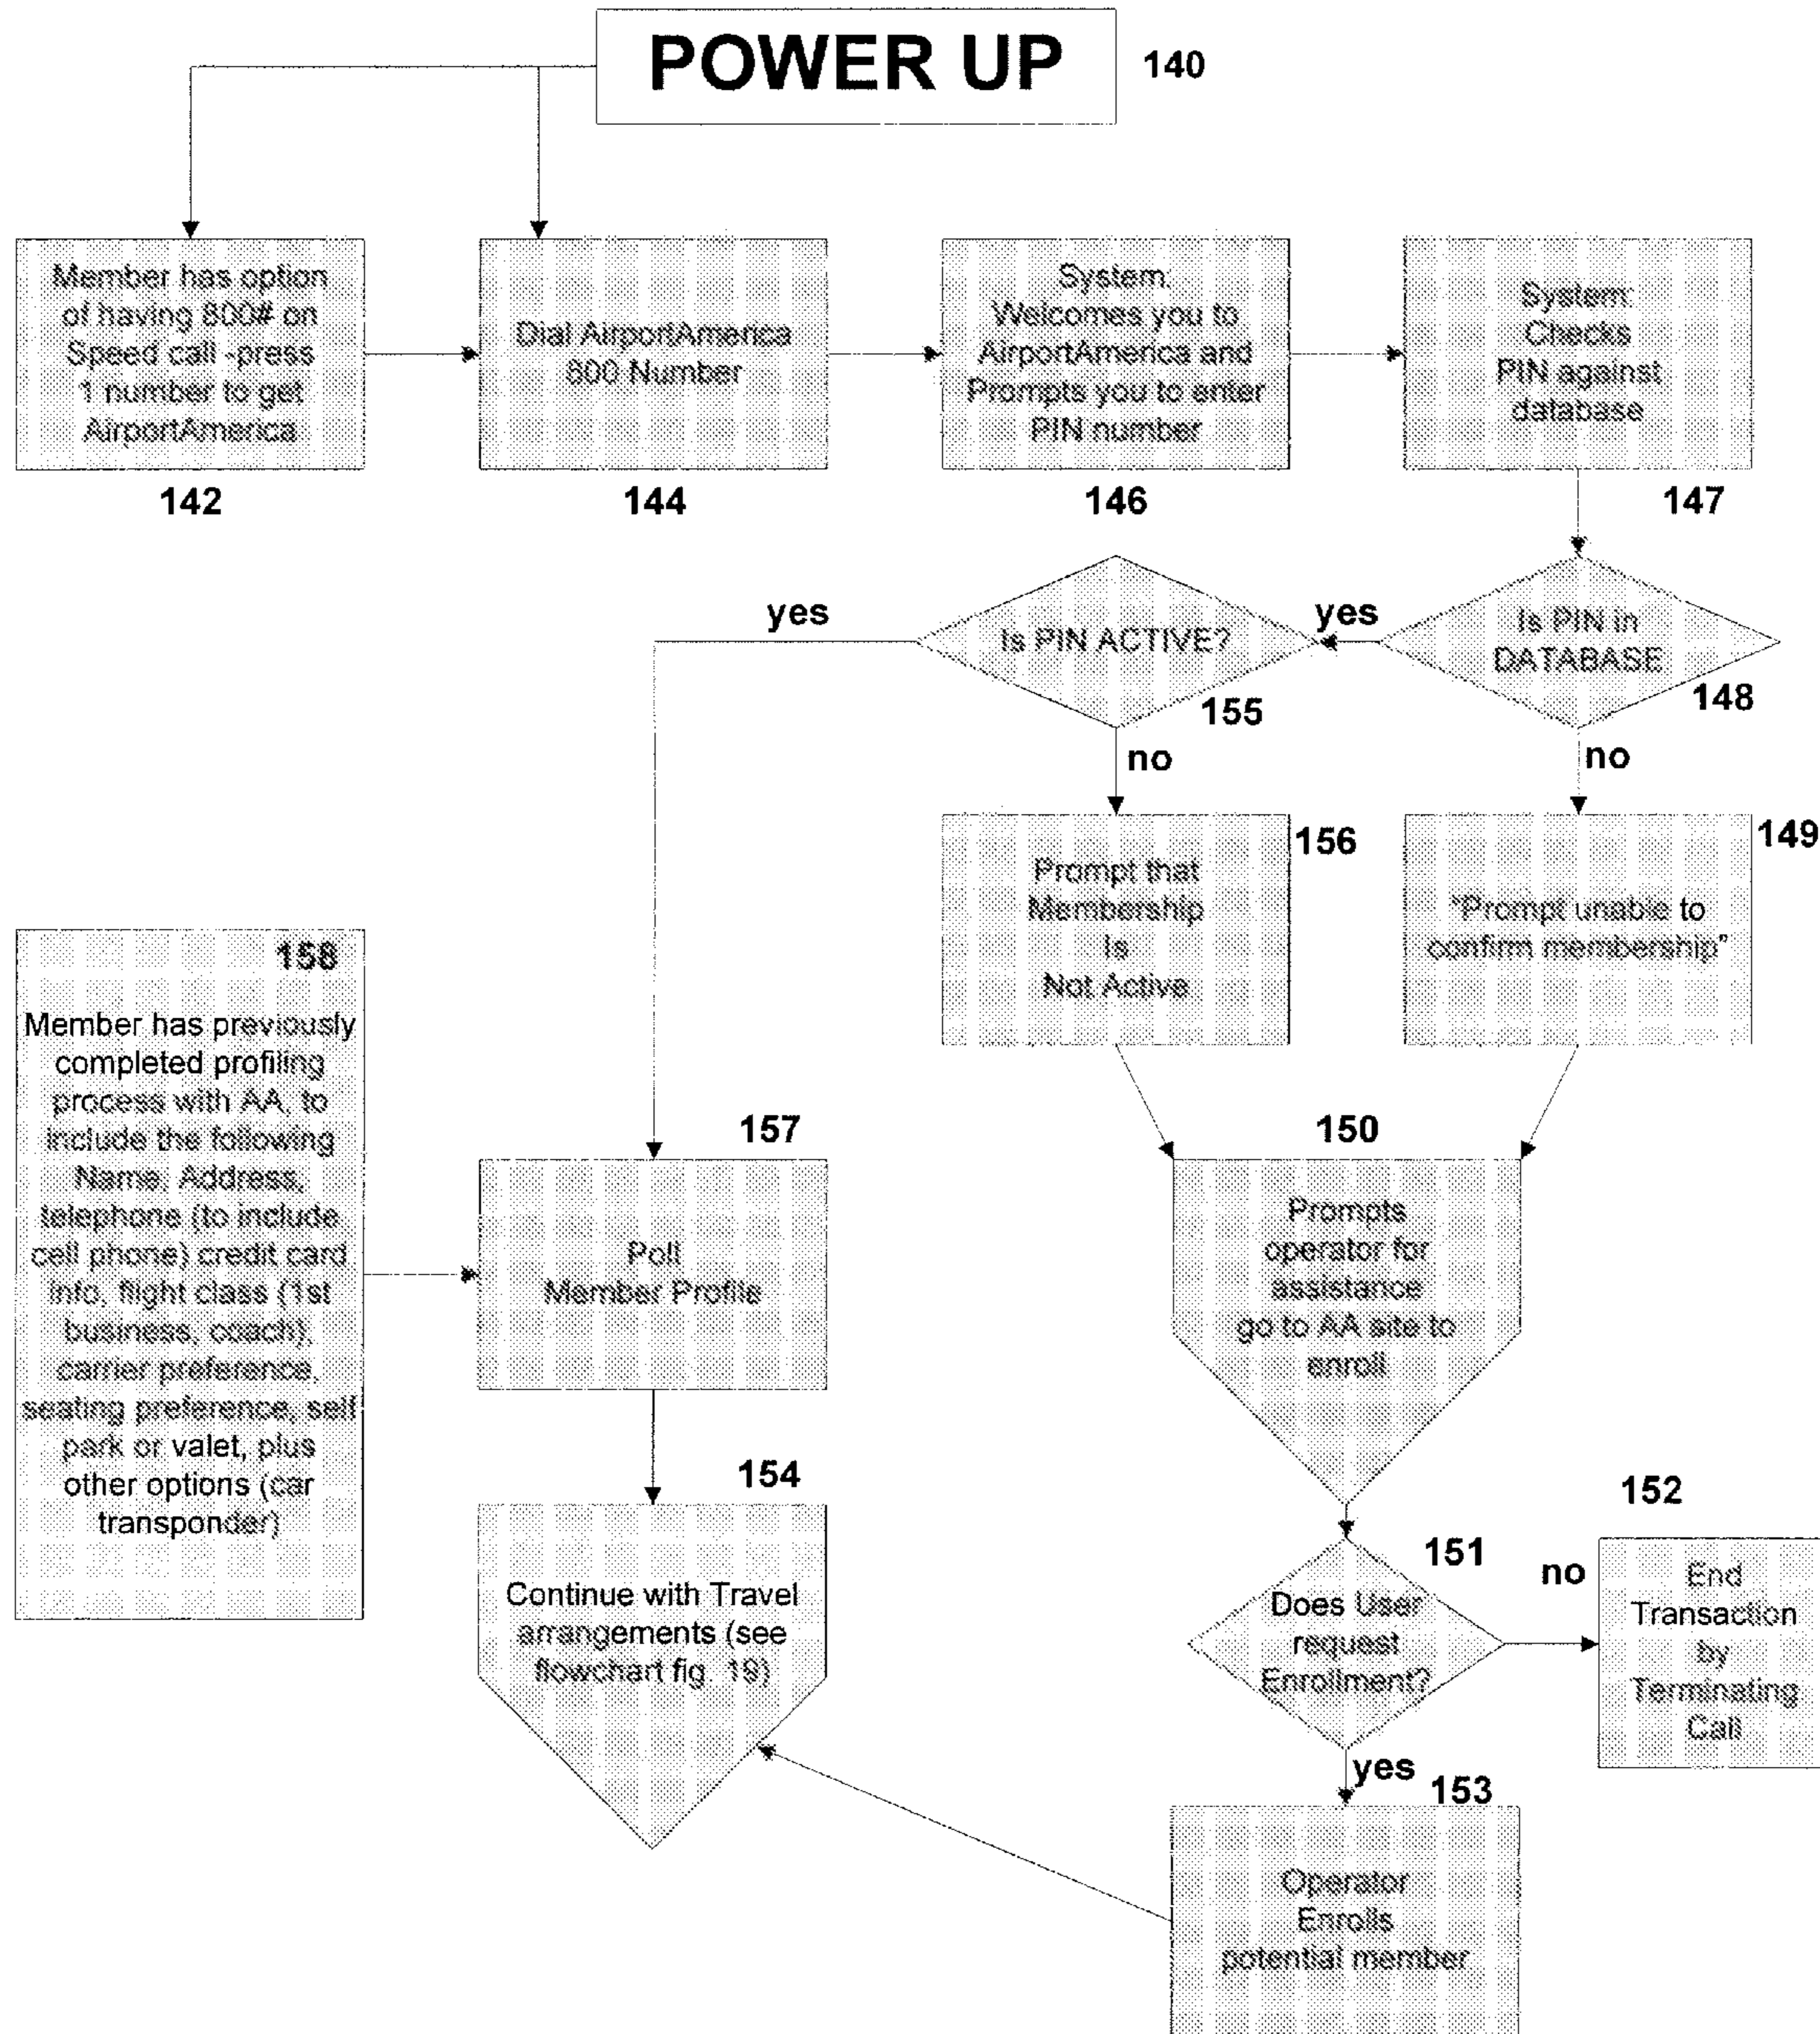 POWER UP
140
Member has option
of having 800# on
Speed call -press
1 number to get
AirportAmerica
142
Dial AirportAmerica
800 Number
144
System:
Welcomes you to
AirportAmerica and
Prompts you to enter
PIN number
146
System:
Checks
PIN against
database
147
Is PIN in
DATABASE
148
yes
Is PIN ACTIVE?
155
yes
no
no
Prompt that
Membership
Is
Not Active
156
"Prompt unable to
confirm membership"
149
158
Member has previously
completed profiling
process with AA, to
include the following
Name, Address,
telephone (to include
cell phone) credit card
info, flight class (1st
business, coach),
carrier preference,
seating preference, self
park or valet, plus
other options (car
transponder)
157
Poll
Member Profile
150
Prompts
operator for
assistance
go to AA site to
enroll
154
Continue with Travel
arrangements (see
flowchart fig. 19)
151
Does User
request
Enrollment?
no
152
End
Transaction
by
Terminating
Call
yes
153
Operator
Enrolls
potential member